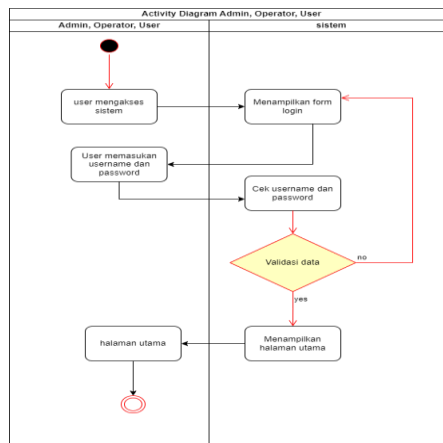 Activity Diagram Admin, Operator, User
Admin, Operator, User
sistem
user mengakses
sistem
Menampilkan form
login
User memasukan
username dan
password
Cek username dan
password
Validasi data
no
yes
halaman utama
Menampilkan
halaman utama